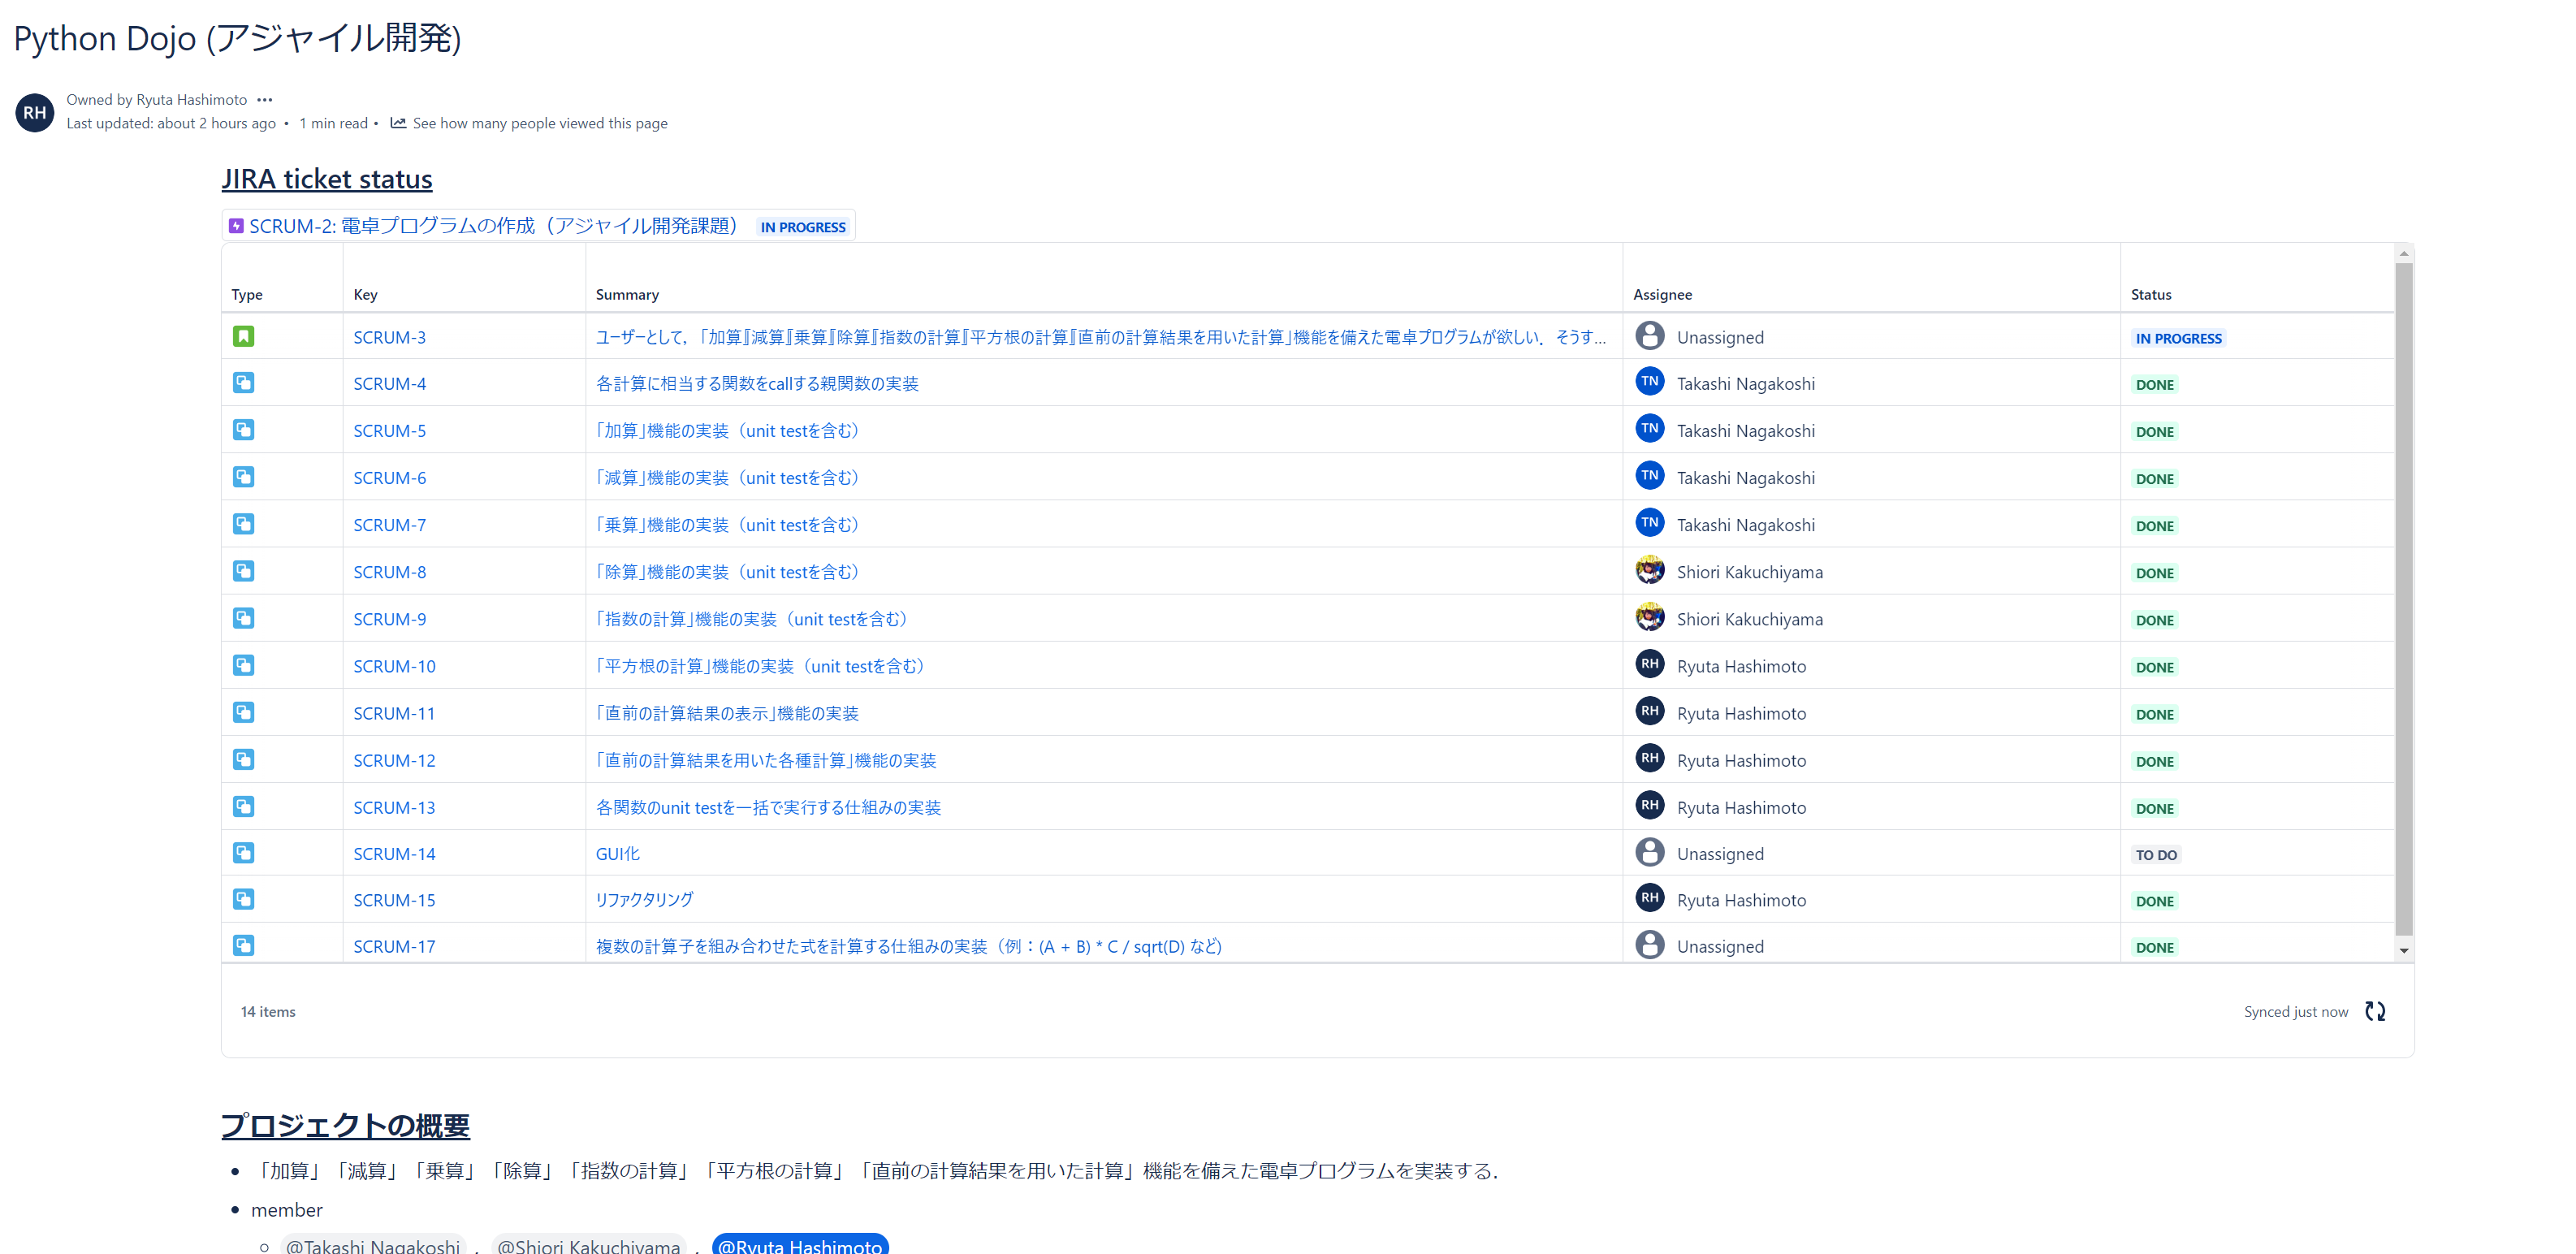 Python Dojo (アジャイル開発)
RH
Owned by Ryuta Hashimoto •••
Last updated: about 2 hours ago • 1 min read • See how many people viewed this page
JIRA ticket status
SCRUM-2: 電卓プログラムの作成（アジャイル開発課題） IN PROGRESS
Type Key Summary Assignee Status
SCRUM-3 ユーザーとして，「加算」「減算」「乗算」「除算」「指数の計算」「平方根の計算」「直前の計算結果を用いた計算」機能を備えた電卓プログラムが欲しい．そうす... Unassigned IN PROGRESS
SCRUM-4 各計算に相当する関数をcallする親関数の実装 TN Takashi Nagakoshi DONE
SCRUM-5 「加算」機能の実装（unit testを含む） TN Takashi Nagakoshi DONE
SCRUM-6 「減算」機能の実装（unit testを含む） TN Takashi Nagakoshi DONE
SCRUM-7 「乗算」機能の実装（unit testを含む） TN Takashi Nagakoshi DONE
SCRUM-8 「除算」機能の実装（unit testを含む） Shiori Kakuchiyama DONE
SCRUM-9 「指数の計算」機能の実装（unit testを含む） Shiori Kakuchiyama DONE
SCRUM-10 「平方根の計算」機能の実装（unit testを含む） RH Ryuta Hashimoto DONE
SCRUM-11 「直前の計算結果の表示」機能の実装 RH Ryuta Hashimoto DONE
SCRUM-12 「直前の計算結果を用いた各種計算」機能の実装 RH Ryuta Hashimoto DONE
SCRUM-13 各関数のunit testを一括で実行する仕組みの実装 RH Ryuta Hashimoto DONE
SCRUM-14 GUI化 Unassigned TO DO
SCRUM-15 リファクタリング RH Ryuta Hashimoto DONE
SCRUM-17 複数の計算子を組み合わせた式を計算する仕組みの実装（例：(A + B) * C / sqrt(D) など） Unassigned DONE
14 items Synced just now
プロジェクトの概要
• 「加算」「減算」「乗算」「除算」「指数の計算」「平方根の計算」「直前の計算結果を用いた計算」機能を備えた電卓プログラムを実装する．
• member
○ @Takashi Nagakoshi ， @Shiori Kakuchiyama ， @Ryuta Hashimoto